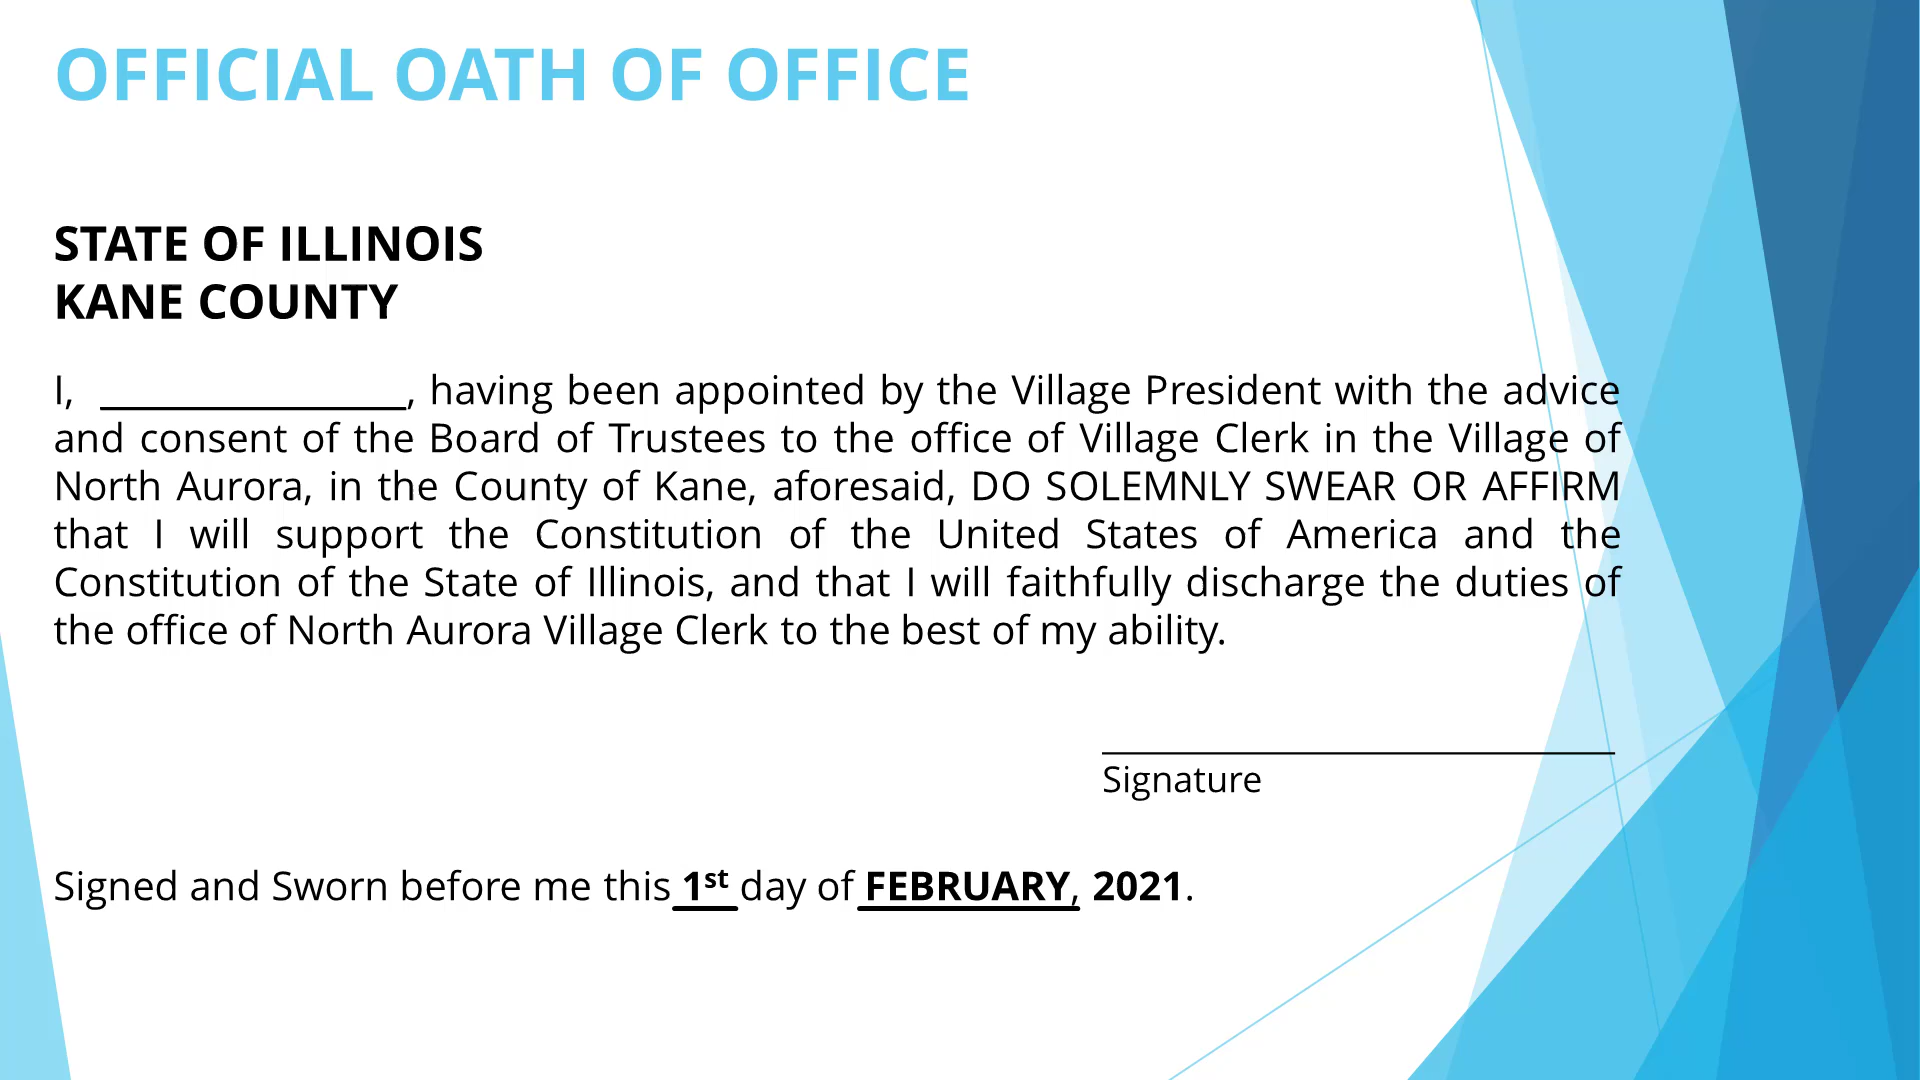 OFFICIAL OATH OF OFFICE
STATE OF ILLINOIS
KANE COUNTY
I, _______________, having been appointed by the Village President with the advice
and consent of the Board of Trustees to the office of Village Clerk in the Village of
North Aurora, in the County of Kane, aforesaid, DO SOLEMNLY SWEAR OR AFFIRM
that I will support the Constitution of the United States of America and the
Constitution of the State of Illinois, and that I will faithfully discharge the duties of
the office of North Aurora Village Clerk to the best of my ability.
Signature
Signed and Sworn before me this 1st day of FEBRUARY, 2021.